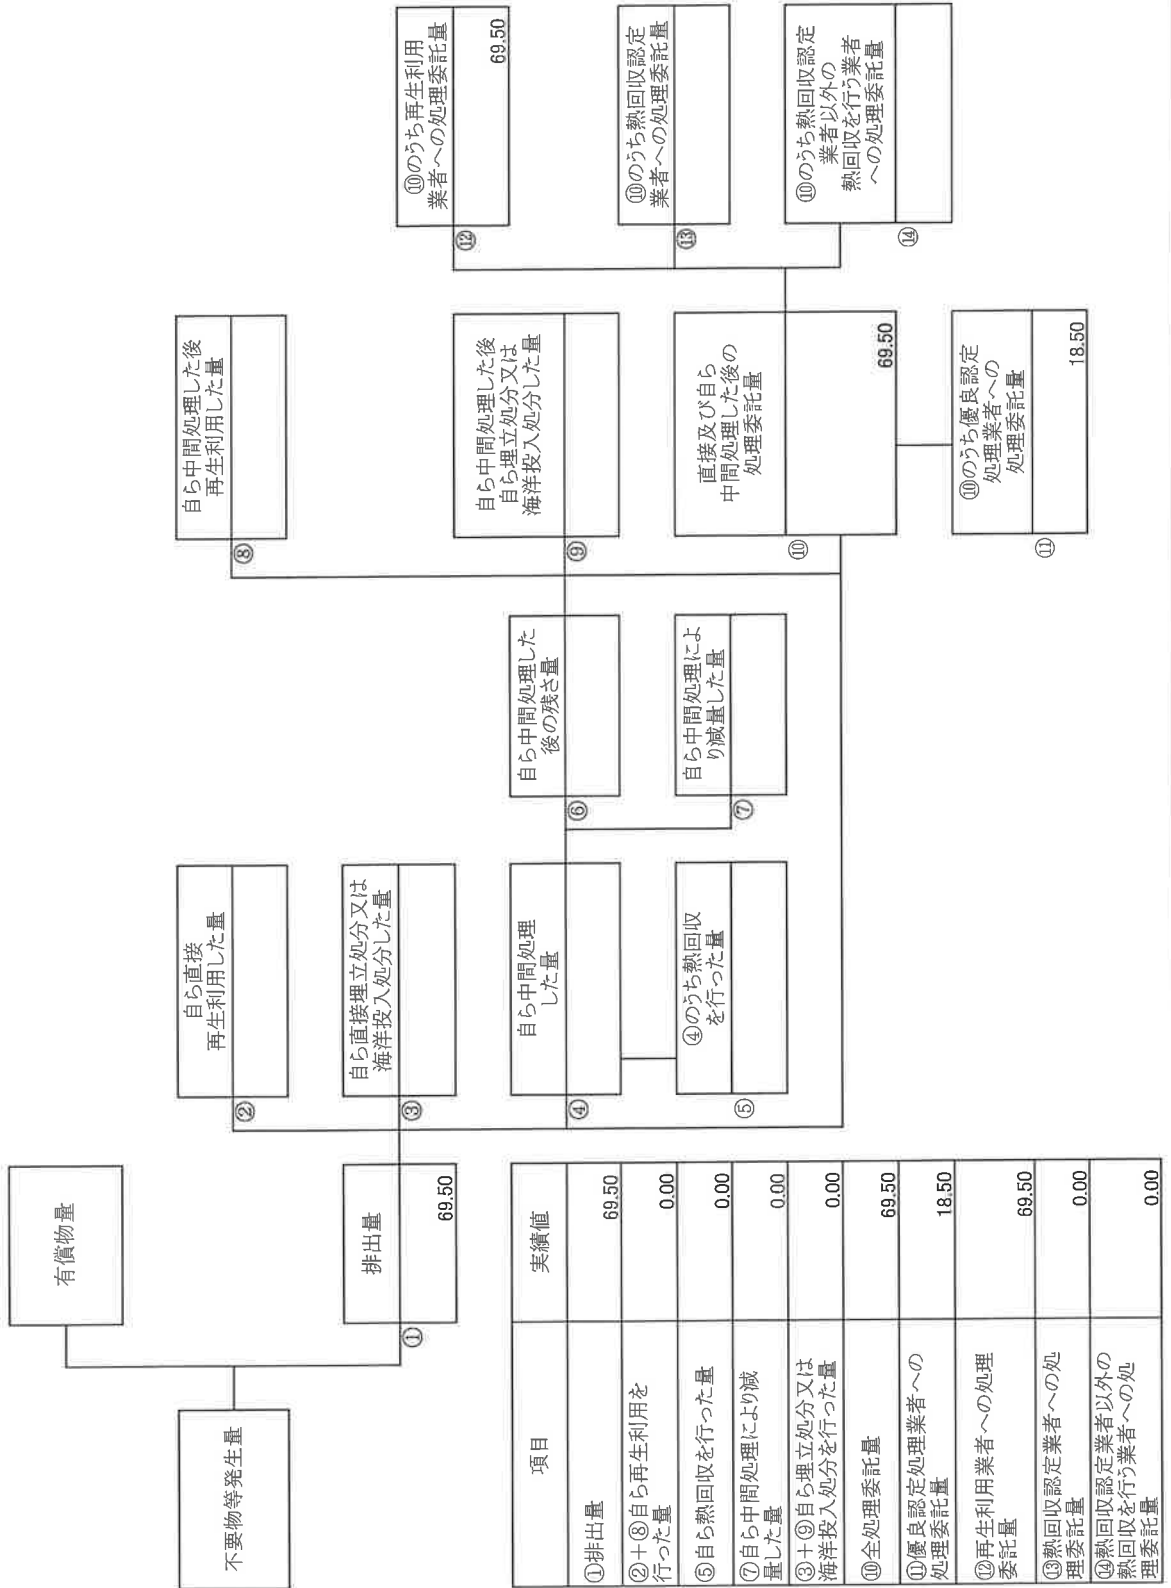 不要物等発生量
有償物量
①
排出量
69.50
②
自ら直接
再生利用した量
③
自ら直接埋立処分又は
海洋投入処分した量
④
自ら中間処理
した量
⑤
④のうち熱回収
を行った量
⑥
自ら中間処理した
後の残さ量
⑦
自ら中間処理によ
り減量した量
⑧
自ら中間処理した後
再生利用した量
⑨
自ら中間処理した後
自ら埋立処分又は
海洋投入処分した量
⑩
直接及び自ら
中間処理した後の
処理委託量
69.50
⑪
⑩のうち優良認定
処理業者への
処理委託量
18.50
⑫
⑩のうち再生利用
業者への処理委託量
69.50
⑬
⑩のうち熱回収認定
業者への処理委託量
⑭
⑩のうち熱回収認定
業者以外の
熱回収を行う業者
への処理委託量
項目 実績値
①排出量 69.50
②+⑧自ら再生利用を
行った量 0.00
⑤自ら熱回収を行った量 0.00
⑦自ら中間処理により減
量した量 0.00
③+⑨自ら埋立処分又は
海洋投入処分を行った量 0.00
⑩全処理委託量 69.50
⑪優良認定処理業者への
処理委託量 18.50
⑫再生利用業者への処理
委託量 69.50
⑬熱回収認定業者への処
理委託量 0.00
⑭熱回収認定業者以外の
熱回収を行う業者への処
理委託量 0.00